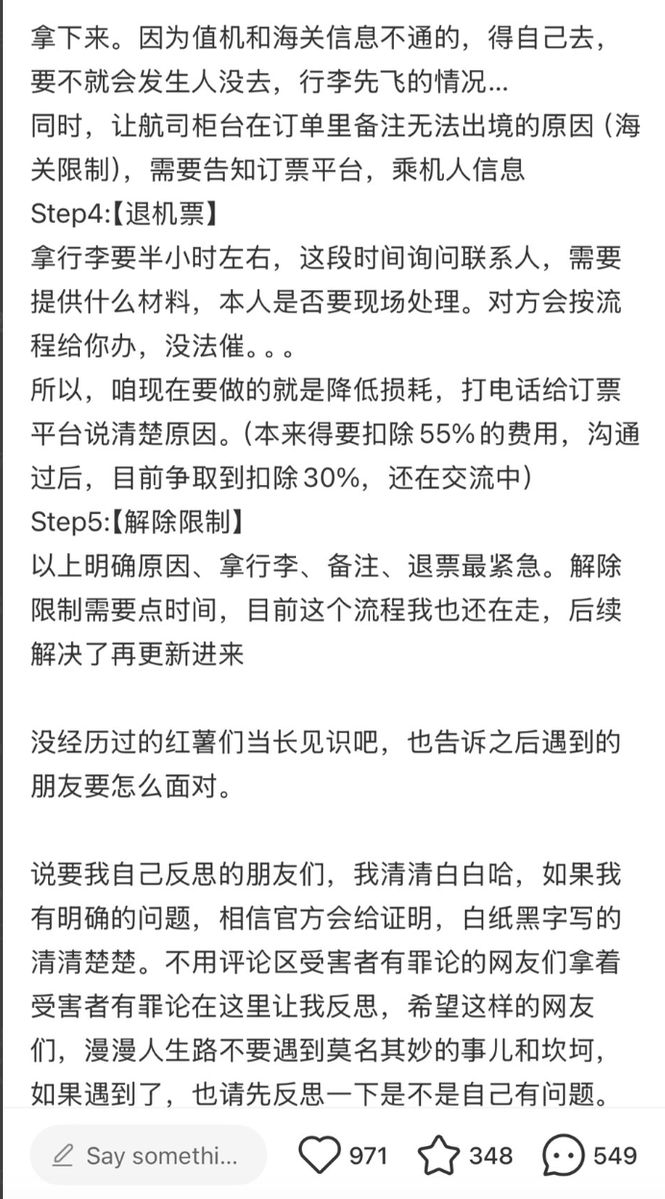 拿下来。因为值机和海关信息不通的，得自己去，
要不就会发生人没去，行李先飞的情况...
同时，让航司柜台在订单里备注无法出境的原因（海
关限制），需要告知订票平台，乘机人信息
Step4:【退机票】
拿行李要半小时左右，这段时间询问联系人，需要
提供什么材料，本人是否要现场处理。对方会按流
程给你办，没法催。。。
所以，咱现在要做的就是降低损耗，打电话给订票
平台说清楚原因。（本来得要扣除55%的费用，沟通
过后，目前争取到扣除30%，还在交流中）
Step5:【解除限制】
以上明确原因、拿行李、备注、退票最紧急。解除
限制需要点时间，目前这个流程我也还在走，后续
解决了再更新进来
没经历过的红薯们当长见识吧，也告诉之后遇到的
朋友要怎么面对。
说要我自己反思的朋友们，我清清白白哈，如果我
有明确的问题，相信官方会给证明，白纸黑字写的
清清楚楚。不用评论区受害者有罪论的网友们拿着
受害者有罪论在这里让我反思，希望这样的网友
们，漫漫人生路不要遇到莫名其妙的事儿和坎坷，
如果遇到了，也请先反思一下是不是自己有问题。
Say somethi... 971 348 549